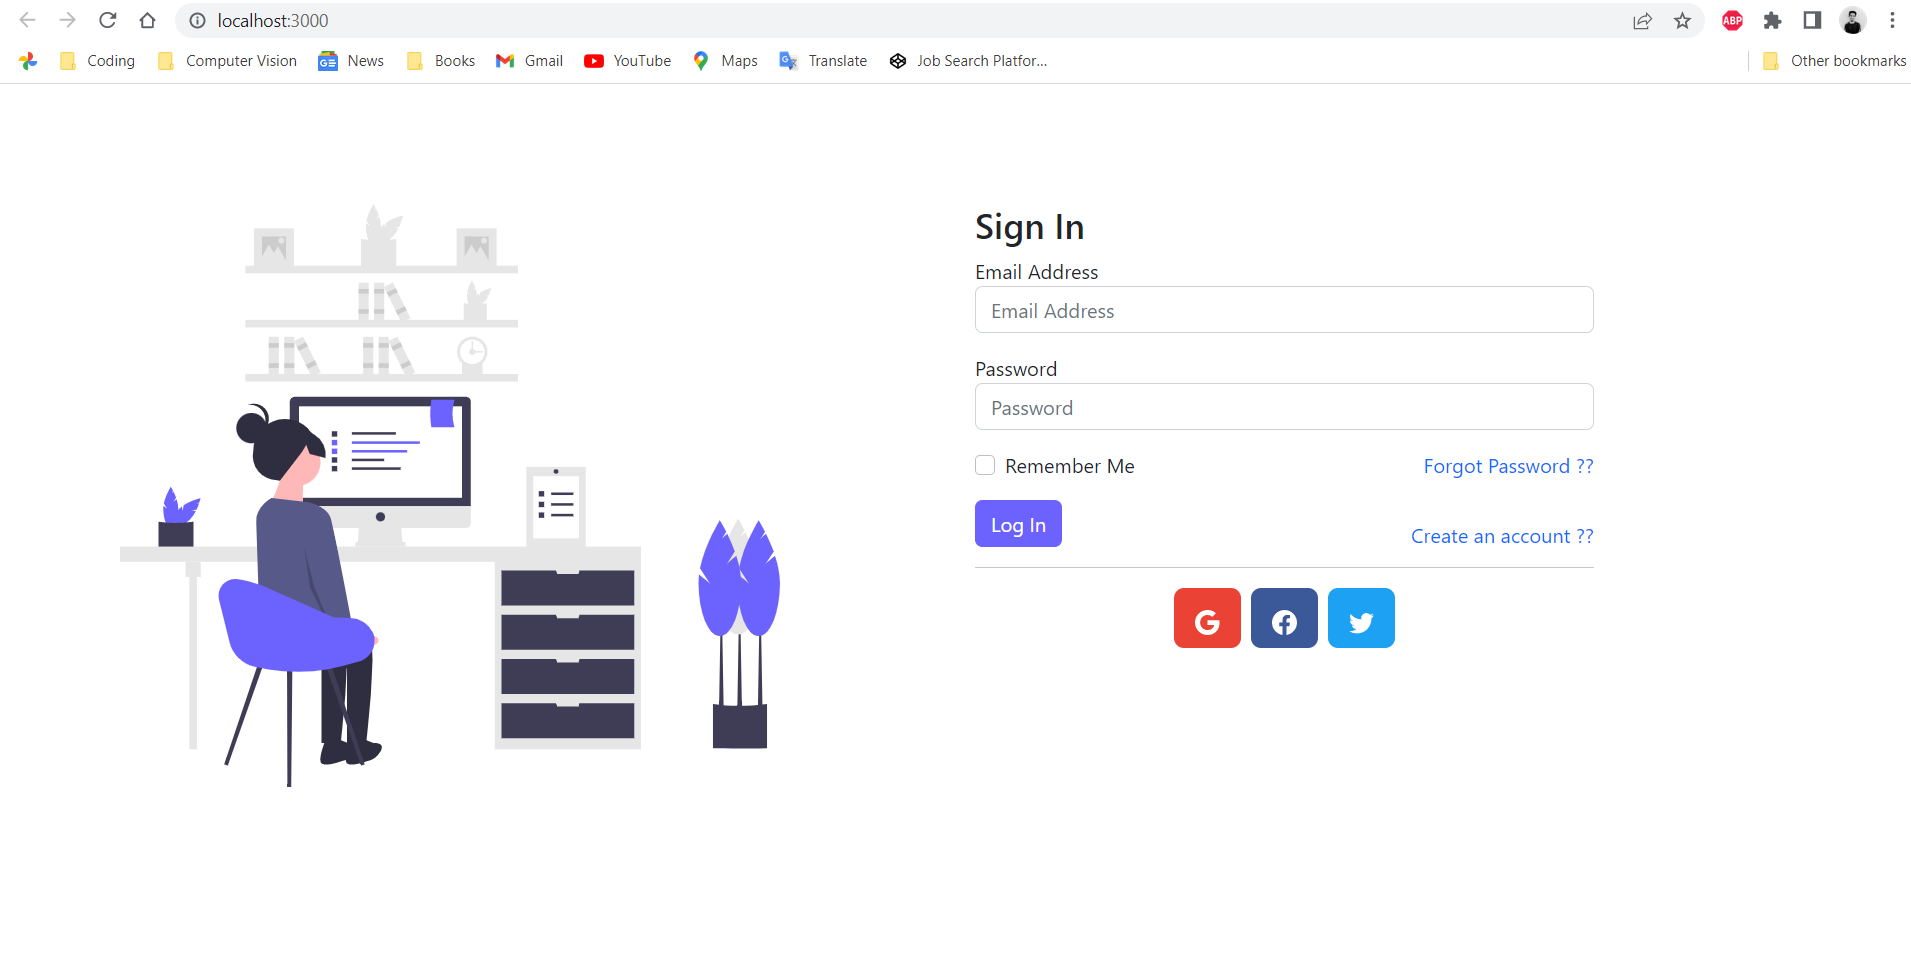 localhost:3000
ABP
Coding Computer Vision GE News Books Gmail YouTube Maps G Translate Job Search Platfor... Other bookmarks
Sign In
Email Address
Email Address
Password
Password
Remember Me Forgot Password ??
Log In
Create an account ??
G